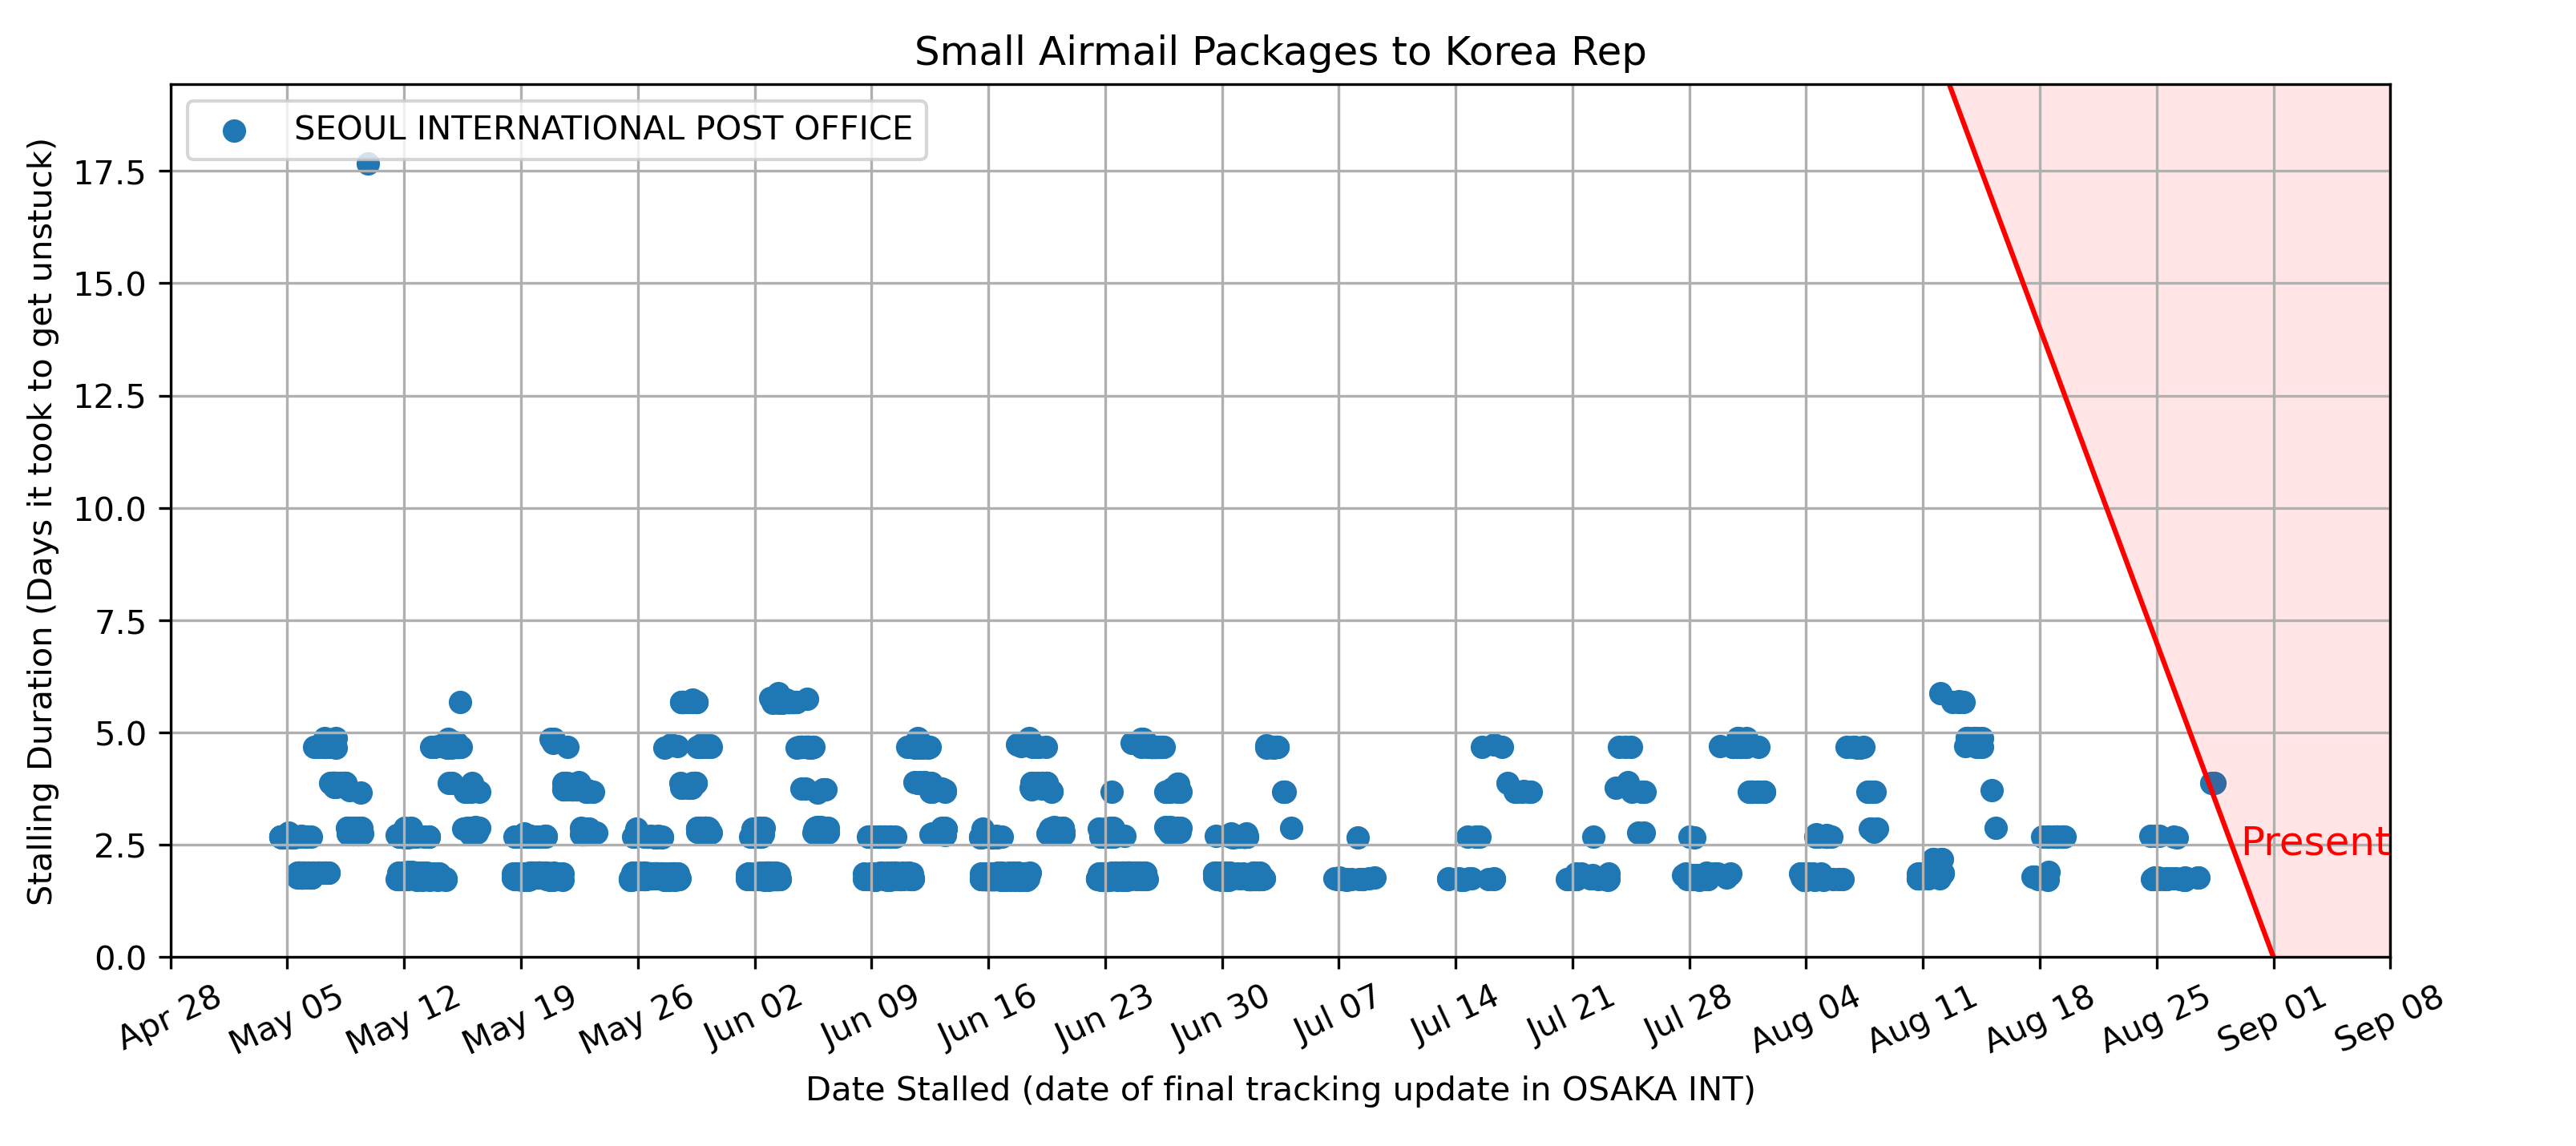 Small Airmail Packages to Korea Rep
SEOUL INTERNATIONAL POST OFFICE
Stalling Duration (Days it took to get unstuck)
17.5
15.0
12.5
10.0
7.5
5.0
2.5
0.0
Present
Apr 28
May 05
May 12
May 19
May 26
Jun 02
Jun 09
Jun 16
Jun 23
Jun 30
Jul 07
Jul 14
Jul 21
Jul 28
Aug 04
Aug 11
Aug 18
Aug 25
Sep 01
Sep 08
Date Stalled (date of final tracking update in OSAKA INT)